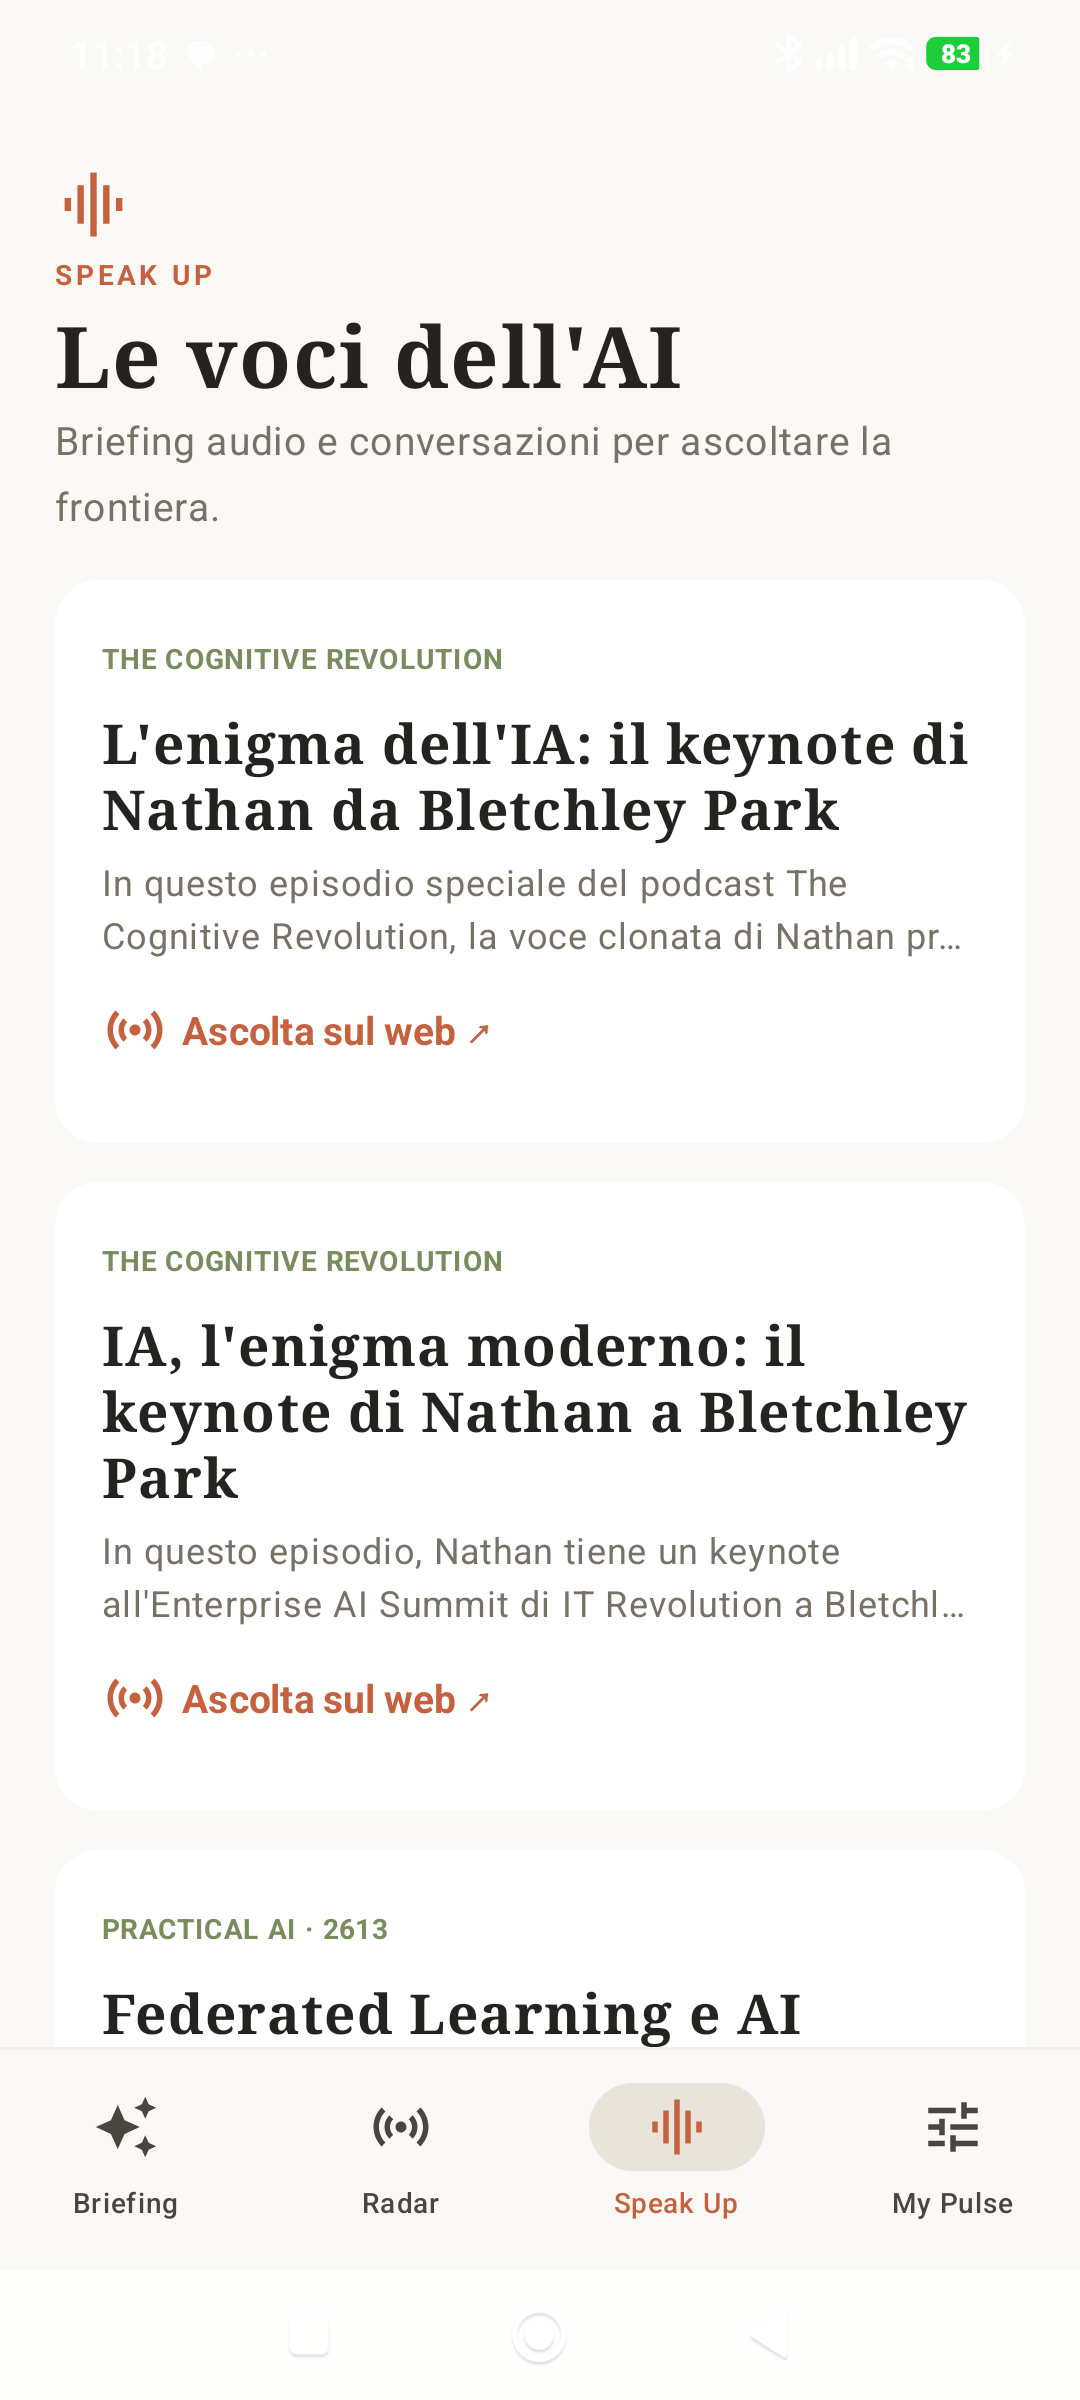 11:18
83
SPEAK UP
Le voci dell'AI
Briefing audio e conversazioni per ascoltare la
frontiera.
THE COGNITIVE REVOLUTION
L'enigma dell'IA: il keynote di
Nathan da Bletchley Park
In questo episodio speciale del podcast The
Cognitive Revolution, la voce clonata di Nathan pr…
Ascolta sul web ↗
THE COGNITIVE REVOLUTION
IA, l'enigma moderno: il
keynote di Nathan a Bletchley
Park
In questo episodio, Nathan tiene un keynote
all'Enterprise AI Summit di IT Revolution a Bletchl…
Ascolta sul web ↗
PRACTICAL AI · 2613
Federated Learning e AI
Briefing
Radar
Speak Up
My Pulse